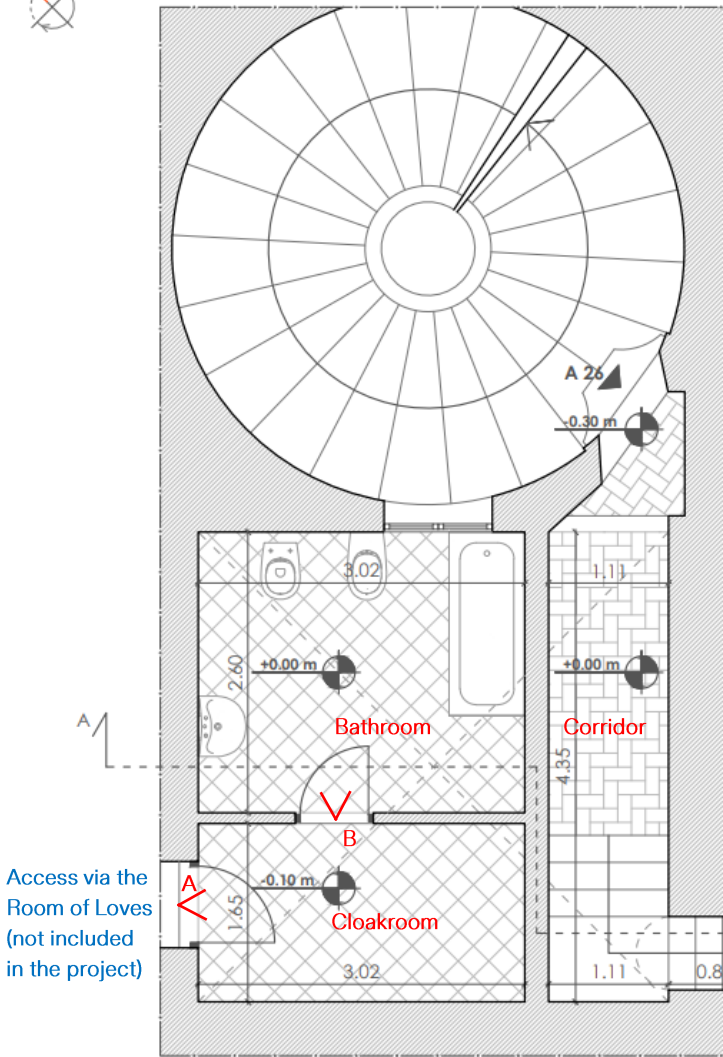 A 26
-0.30 m
3.02
1.11
2.60
+0.00 m
+0.00 m
A
Bathroom
Corridor
4.35
B
Access via the
Room of Loves
(not included
in the project)
A
-0.10 m
1.65
Cloakroom
3.02
1.11
0.8